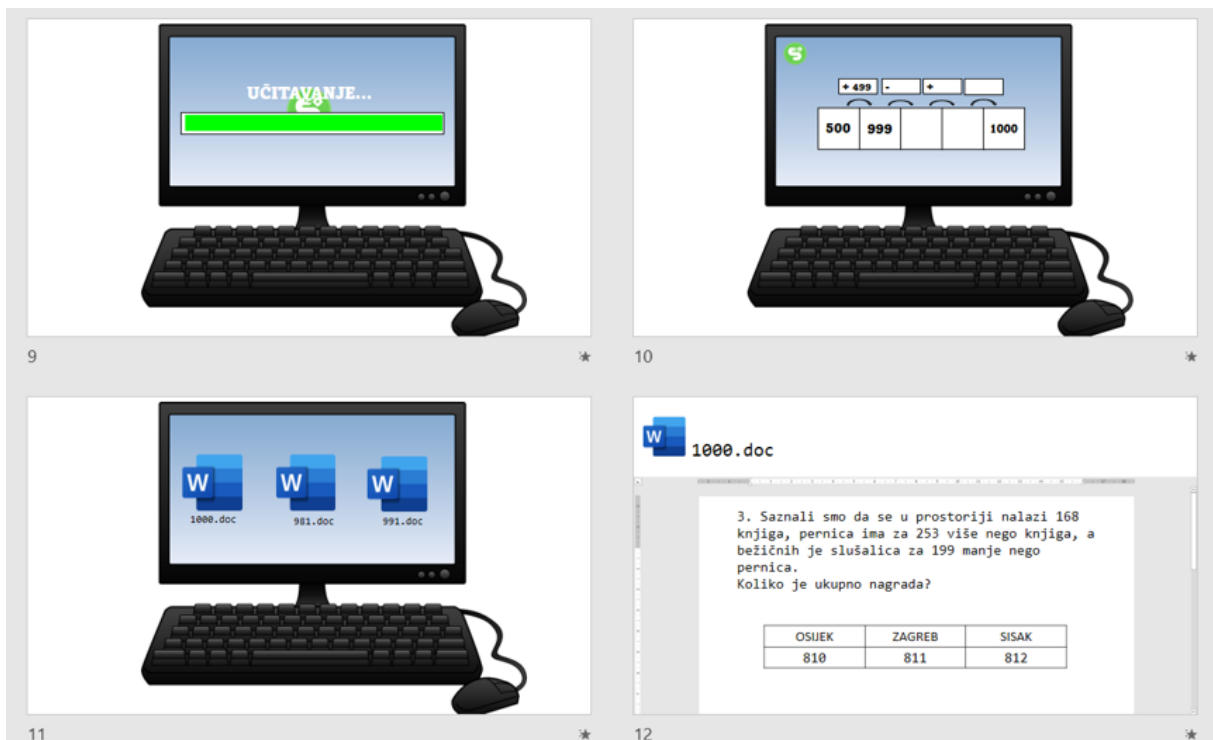 UČITAVANJE...
9
+ 499 - +
500 999 1000
10
W W W
1000.doc 981.doc 991.doc
11
W 1000.doc
3. Saznali smo da se u prostoriji nalazi 168
knjiga, pernica ima za 253 više nego knjiga, a
bežičnih je slušalica za 199 manje nego
pernica.
Koliko je ukupno nagrada?
OSIJEK ZAGREB SISAK
810 811 812
12